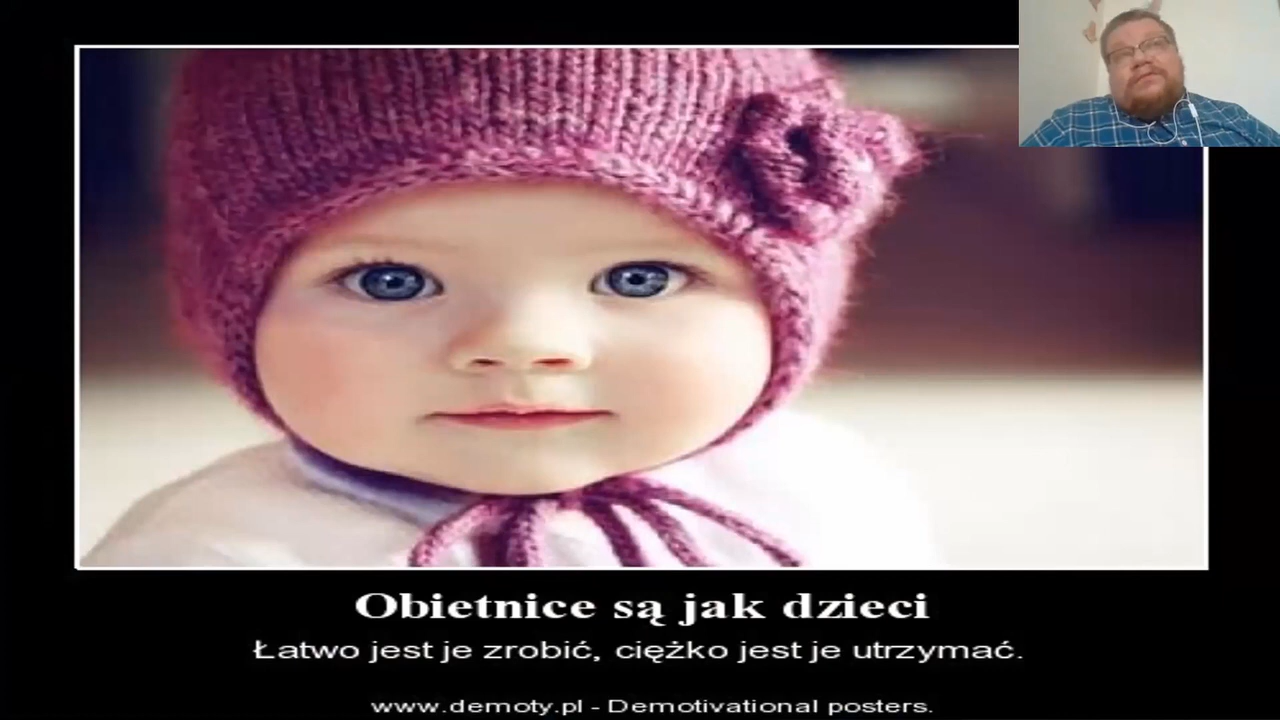 Obietnice są jak dzieci
Łatwo jest je zrobić, ciężko jest je utrzymać.
www.demoty.pl - Demotivational posters.